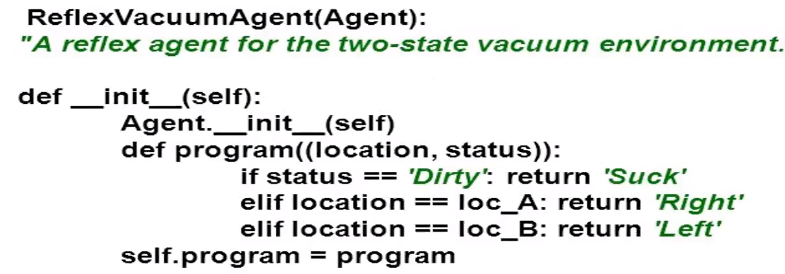 ReflexVacuumAgent(Agent):
"A reflex agent for the two-state vacuum environment.
def __init__(self):
Agent.__init__(self)
def program((location, status)):
if status == 'Dirty': return 'Suck'
elif location == loc_A: return 'Right'
elif location == loc_B: return 'Left'
self.program = program